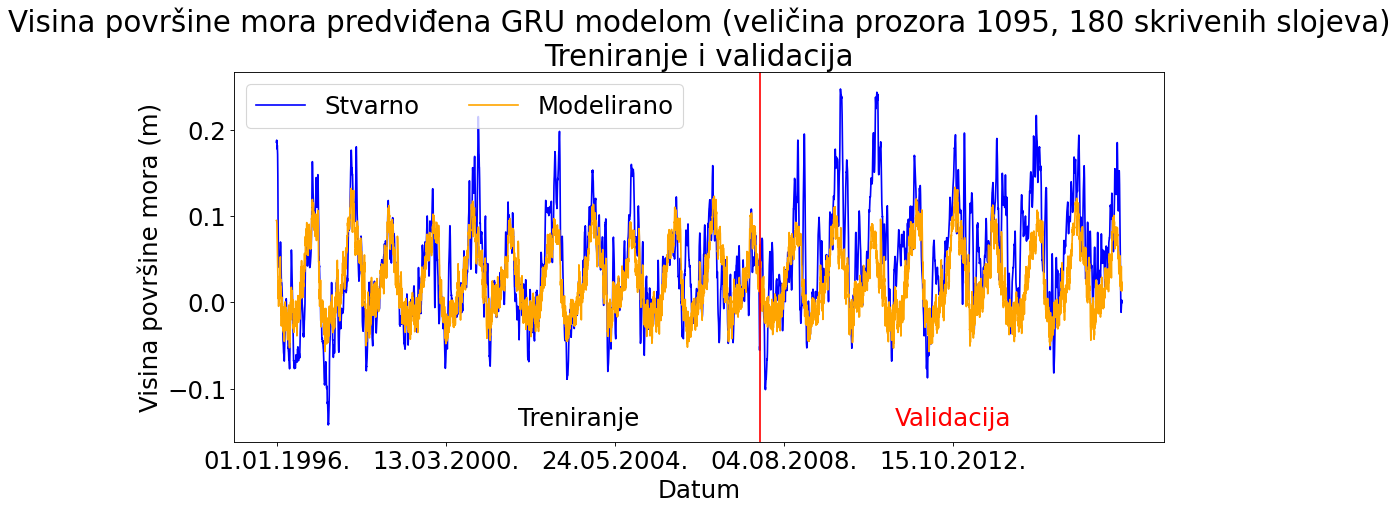 Visina površine mora predviđena GRU modelom (veličina prozora 1095, 180 skrivenih slojeva)
Treniranje i validacija
Stvarno Modelirano
Visina površine mora (m)
0.2
0.1
0.0
−0.1
Treniranje Validacija
01.01.1996. 13.03.2000. 24.05.2004. 04.08.2008. 15.10.2012.
Datum